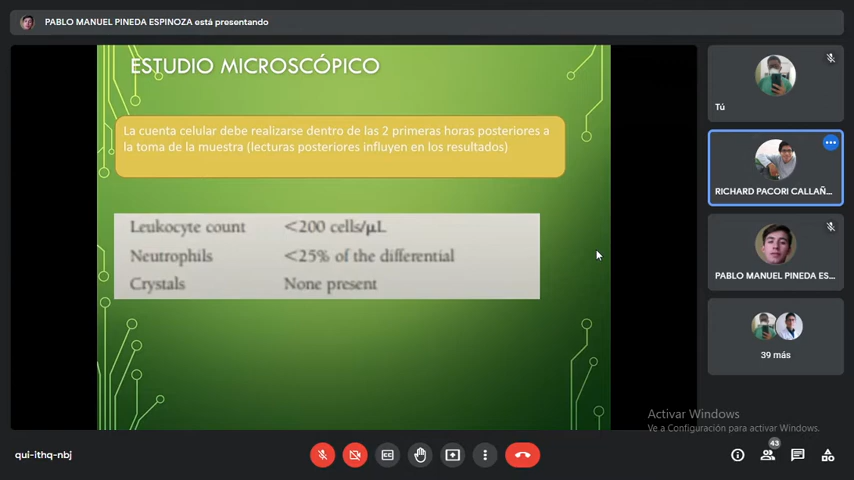 PABLO MANUEL PINEDA ESPINOZA está presentando
ESTUDIO MICROSCÓPICO
La cuenta celular debe realizarse dentro de las 2 primeras horas posteriores a
la toma de la muestra (lecturas posteriores influyen en los resultados)
Leukocyte count <200 cells/µL
Neutrophils <25% of the differential
Crystals None present
Tú
RICHARD PACORI CALLAÑ...
PABLO MANUEL PINEDA ES...
39 más
Activar Windows
Ve a Configuración para activar Windows.
qui-ithq-nbj
43